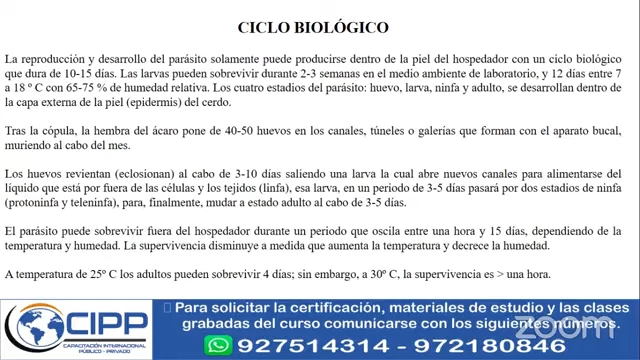 CICLO BIOLÓGICO
La reproducción y desarrollo del parásito solamente puede producirse dentro de la piel del hospedador con un ciclo biológico
que dura de 10-15 días. Las larvas pueden sobrevivir durante 2-3 semanas en el medio ambiente de laboratorio, y 12 días entre 7
a 18 º C con 65-75 % de humedad relativa. Los cuatro estadios del parásito: huevo, larva, ninfa y adulto, se desarrollan dentro de
la capa externa de la piel (epidermis) del cerdo.
Tras la cópula, la hembra del ácaro pone de 40-50 huevos en los canales, túneles o galerías que forman con el aparato bucal,
muriendo al cabo del mes.
Los huevos revientan (eclosionan) al cabo de 3-10 días saliendo una larva la cual abre nuevos canales para alimentarse del
líquido que está por fuera de las células y los tejidos (linfa), esa larva, en un periodo de 3-5 días pasará por dos estadios de ninfa
(protoninfa y teleninfa), para, finalmente, mudar a estado adulto al cabo de 3-5 días.
El parásito puede sobrevivir fuera del hospedador durante un periodo que oscila entre una hora y 15 días, dependiendo de la
temperatura y humedad. La supervivencia disminuye a medida que aumenta la temperatura y decrece la humedad.
A temperatura de 25º C los adultos pueden sobrevivir 4 días; sin embargo, a 30º C, la supervivencia es > una hora.
CIPP
CAPACITACIÓN INTERNACIONAL
PÚBLICO - PRIVADO
Para solicitar la certificación, materiales de estudio y las clases
grabadas del curso comunicarse con los siguientes números.
927514314 - 972180846
zoom